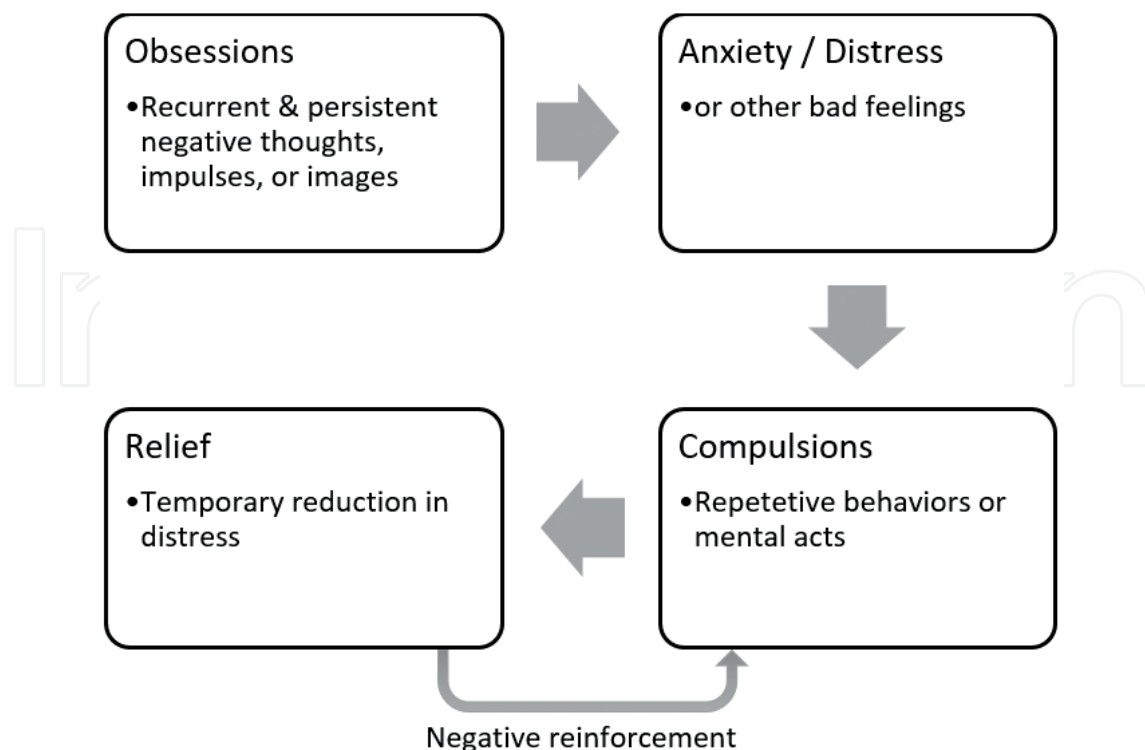 Obsessions
•Recurrent & persistent
negative thoughts,
impulses, or images
Anxiety / Distress
•or other bad feelings
Compulsions
•Repetetive behaviors or
mental acts
Relief
•Temporary reduction in
distress
Negative reinforcement